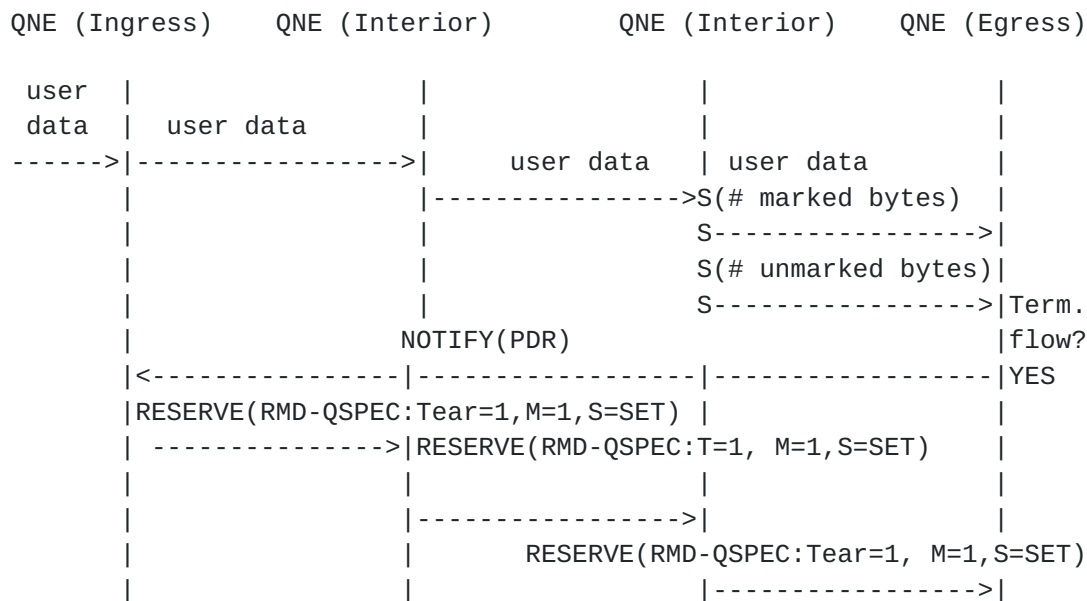 QNE (Ingress)    QNE (Interior)        QNE (Interior)    QNE (Egress)
user   |                  |                 |                  |
data   |  user data       |                 |                  |
------>|----------------->|     user data   | user data        |
       |                  |---------------->S(# marked bytes)  |
       |                  |                 S----------------->|
       |                  |                 S(# unmarked bytes)|
       |                  |                 S----------------->|Term.
       |                 NOTIFY(PDR)                           |flow?
       |<----------------|------------------|------------------|YES
       |RESERVE(RMD-QSPEC:Tear=1,M=1,S=SET) |                  |
       | --------------->|RESERVE(RMD-QSPEC:T=1, M=1,S=SET)    |
       |                 |                  |                  |
       |                 |----------------->|                  |
       |                 |       RESERVE(RMD-QSPEC:Tear=1, M=1,S=SET)
       |                 |                  |----------------->|